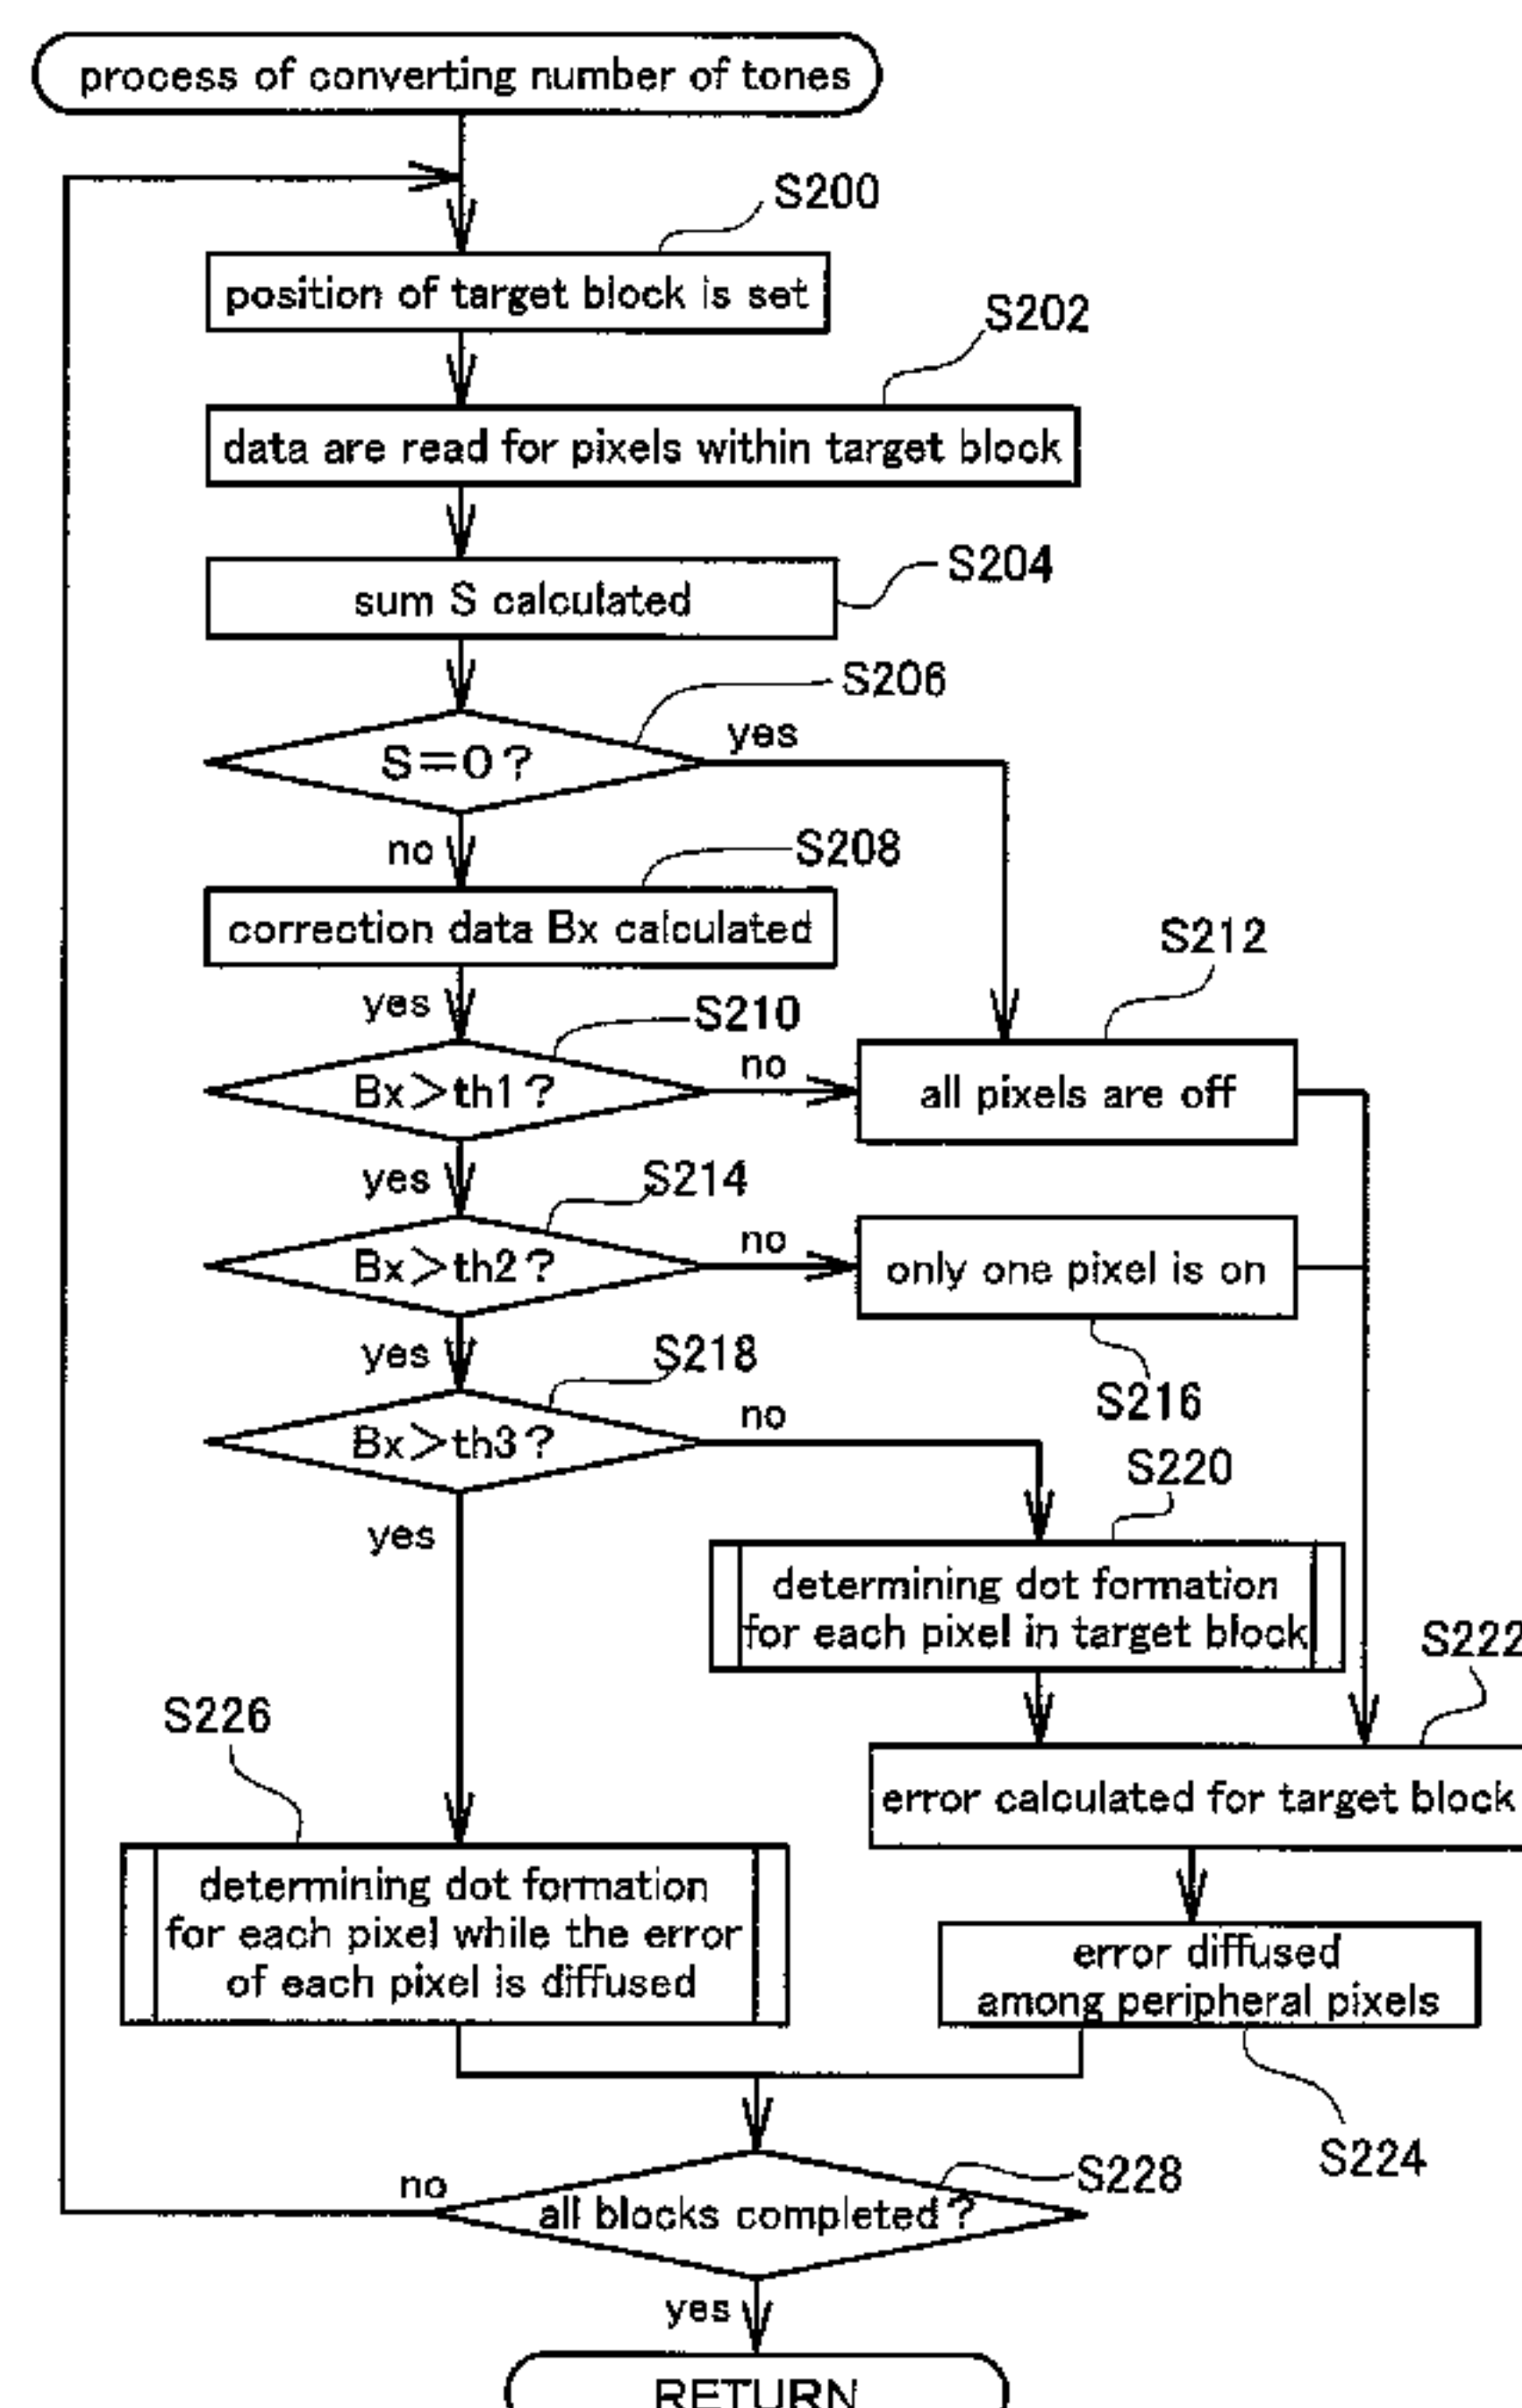 process of converting number of tones
S200
position of target block is set
S202
data are read for pixels within target block
S204
sum S calculated
S206
S=0?
yes
no
S208
correction data Bx calculated
S212
yes
S210
Bx>th1?
no
all pixels are off
yes
S214
Bx>th2?
no
only one pixel is on
yes
S218
S216
Bx>th3?
no
S220
yes
determining dot formation
for each pixel in target block
S222
S226
error calculated for target block
determining dot formation
for each pixel while the error
of each pixel is diffused
error diffused
among peripheral pixels
S224
S228
no
all blocks completed?
yes
RETURN